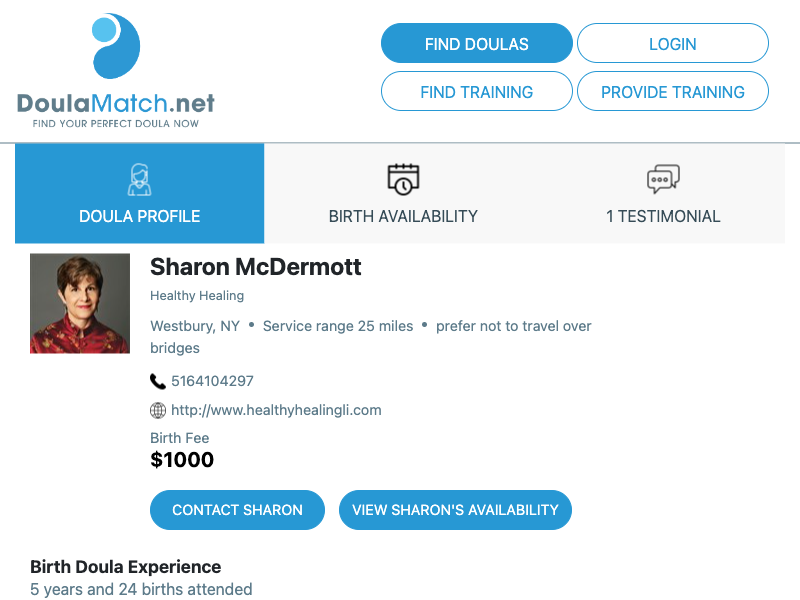 DoulaMatch.net
FIND YOUR PERFECT DOULA NOW
FIND DOULAS
LOGIN
FIND TRAINING
PROVIDE TRAINING
DOULA PROFILE
BIRTH AVAILABILITY
1 TESTIMONIAL
Sharon McDermott
Healthy Healing
Westbury, NY • Service range 25 miles • prefer not to travel over
bridges
5164104297
http://www.healthyhealingli.com
Birth Fee
$1000
CONTACT SHARON
VIEW SHARON'S AVAILABILITY
Birth Doula Experience
5 years and 24 births attended